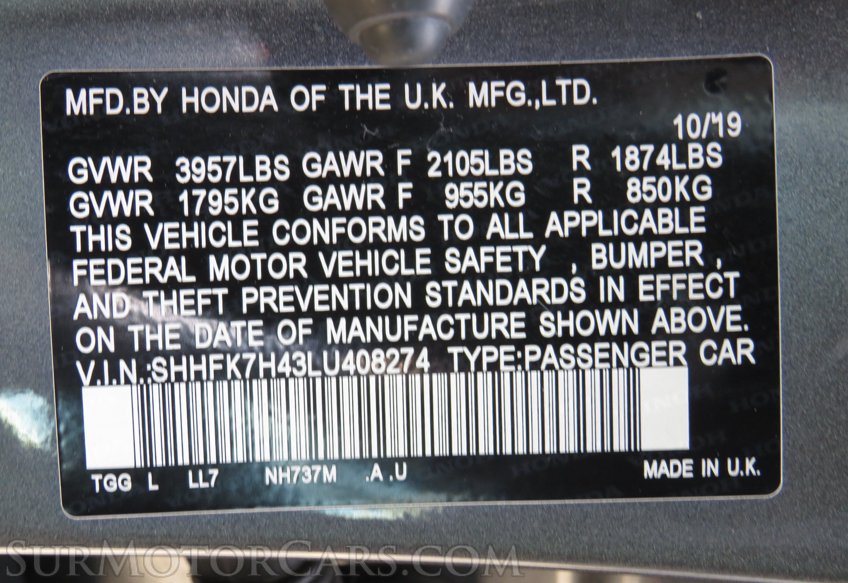 MFD.BY HONDA OF THE U.K. MFG.,LTD.
10/'19
GVWR 3957LBS GAWR F 2105LBS R 1874LBS
GVWR 1795KG GAWR F 955KG R 850KG
THIS VEHICLE CONFORMS TO ALL APPLICABLE
FEDERAL MOTOR VEHICLE SAFETY , BUMPER ,
AND THEFT PREVENTION STANDARDS IN EFFECT
ON THE DATE OF MANUFACTURE SHOWN ABOVE.
V.I.N.:SHHFK7H43LU408274 TYPE:PASSENGER CAR
TGG L LL7 NH737M .A .U MADE IN U.K.
SURMOTORCARS.COM